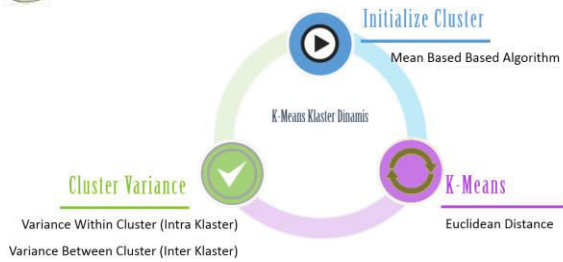 Initialize Cluster
Mean Based Based Algorithm
K-Means Klaster Dinamis
K-Means
Euclidean Distance
Cluster Variance
Variance Within Cluster (Intra Klaster)
Variance Between Cluster (Inter Klaster)